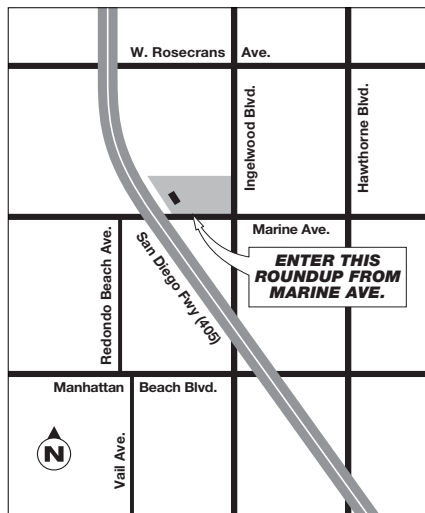 W. Rosecrans Ave.
Ingelwood Blvd.
Hawthorne Blvd.
Marine Ave.
Redondo Beach Ave.
San Diego Fwy (405)
ENTER THIS
ROUNDUP FROM
MARINE AVE.
Manhattan Beach Blvd.
Vail Ave.
N